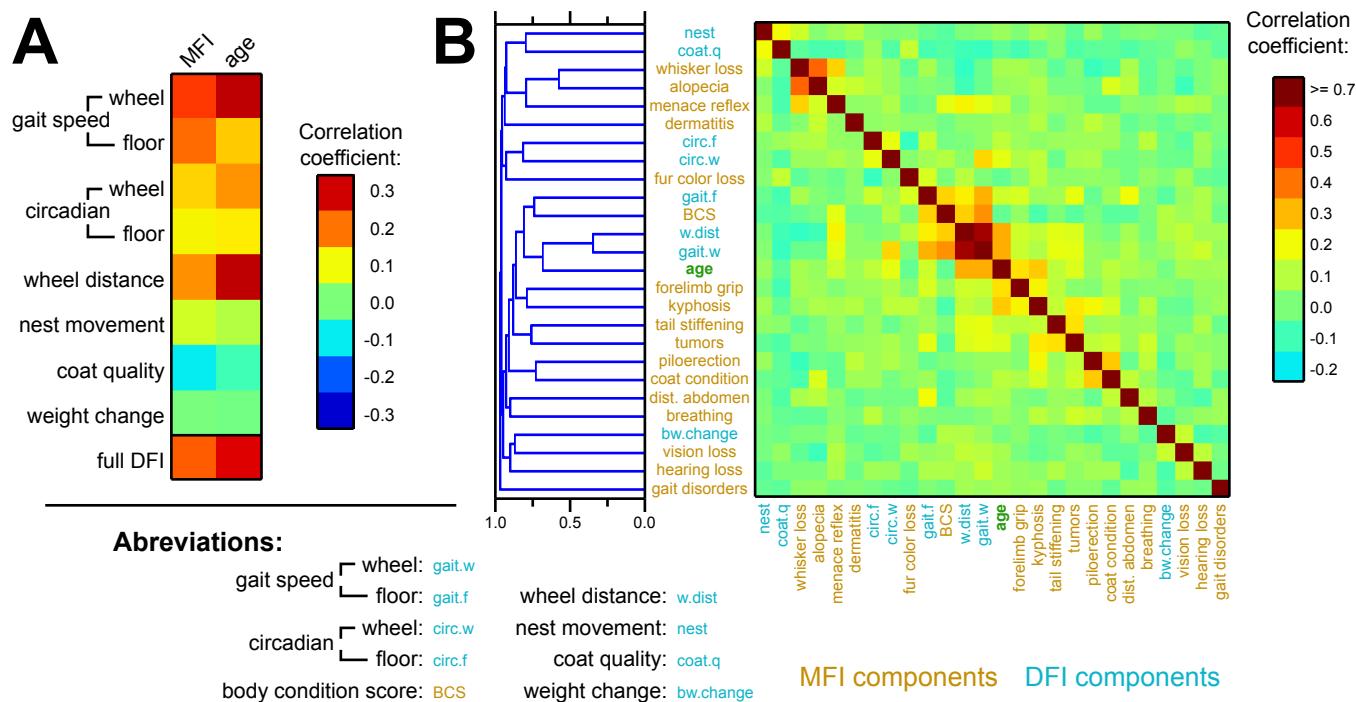 A
MFI
age
gait speed
wheel
floor
circadian
wheel
floor
wheel distance
nest movement
coat quality
weight change
full DFI
Correlation
coefficient:
0.3
0.2
0.1
0.0
-0.1
-0.2
-0.3
B
nest
coat.q
whisker loss
alopecia
menace reflex
dermatitis
circ.f
circ.w
fur color loss
gait.f
BCS
w.dist
gait.w
age
forelimb grip
kyphosis
tail stiffening
tumors
piloerection
coat condition
dist. abdomen
breathing
bw.change
vision loss
hearing loss
gait disorders
1.0
0.5
0.0
nest
coat.q
whisker loss
alopecia
menace reflex
dermatitis
circ.f
circ.w
fur color loss
gait.f
BCS
w.dist
gait.w
age
forelimb grip
kyphosis
tail stiffening
tumors
piloerection
coat condition
dist. abdomen
breathing
bw.change
vision loss
hearing loss
gait disorders
Correlation
coefficient:
>= 0.7
0.6
0.5
0.4
0.3
0.2
0.1
0.0
-0.1
-0.2
Abreviations:
gait speed
wheel: gait.w
floor: gait.f
circadian
wheel: circ.w
floor: circ.f
body condition score: BCS
wheel distance: w.dist
nest movement: nest
coat quality: coat.q
weight change: bw.change
MFI components
DFI components